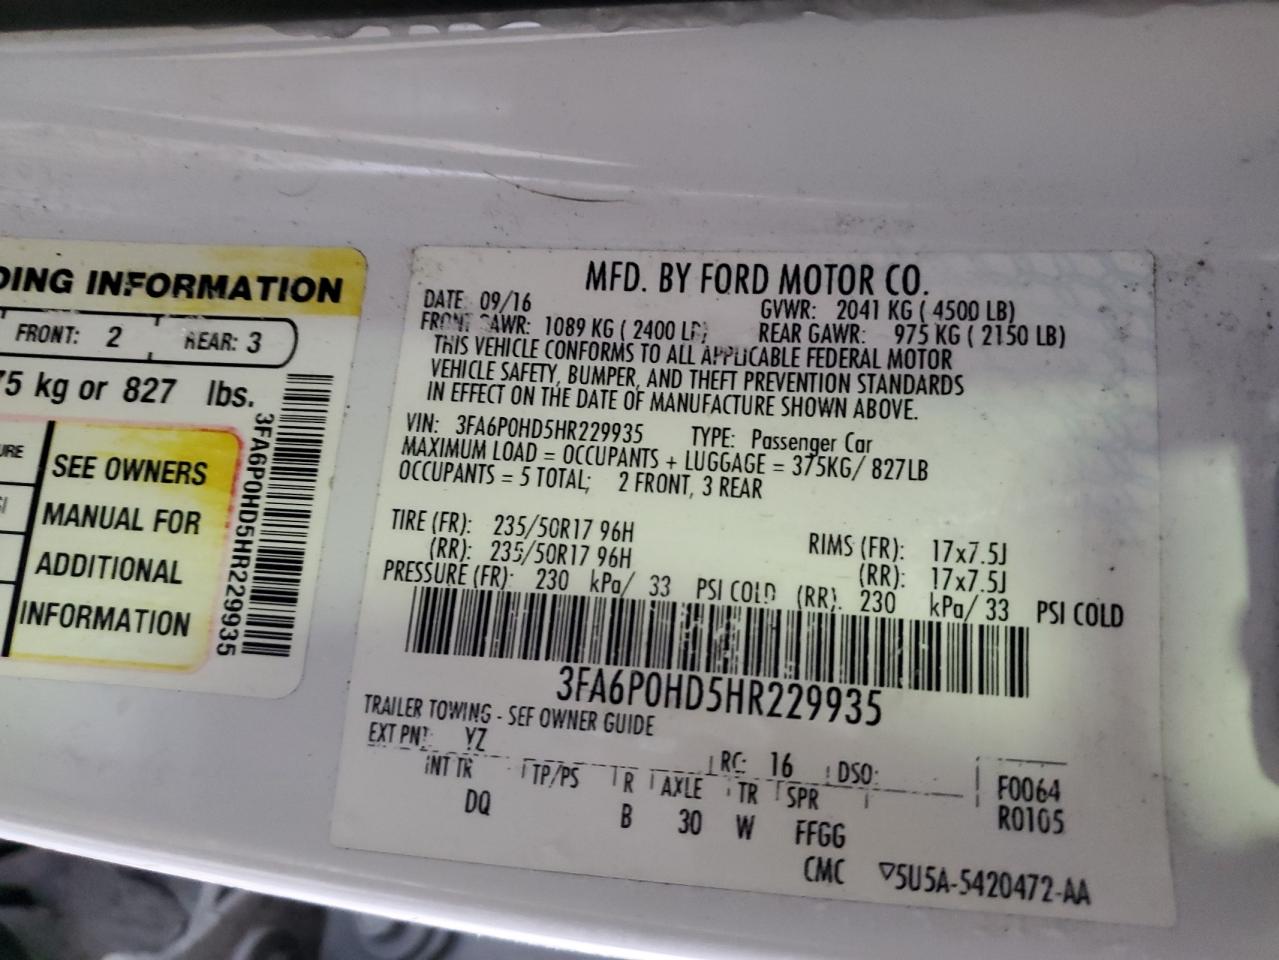 DING INFORMATION
FRONT: 2 REAR: 3
75 kg or 827 lbs.
SEE OWNERS
MANUAL FOR
ADDITIONAL
INFORMATION
3FA6P0HD5HR229935
MFD. BY FORD MOTOR CO.
DATE: 09/16 GVWR: 2041 KG ( 4500 LB)
FRONT GAWR: 1089 KG ( 2400 LB) REAR GAWR: 975 KG ( 2150 LB)
THIS VEHICLE CONFORMS TO ALL APPLICABLE FEDERAL MOTOR
VEHICLE SAFETY, BUMPER, AND THEFT PREVENTION STANDARDS
IN EFFECT ON THE DATE OF MANUFACTURE SHOWN ABOVE.
VIN: 3FA6P0HD5HR229935 TYPE: Passenger Car
MAXIMUM LOAD = OCCUPANTS + LUGGAGE = 375KG/ 827LB
OCCUPANTS = 5 TOTAL; 2 FRONT, 3 REAR
TIRE (FR): 235/50R17 96H RIMS (FR): 17x7.5J
(RR): 235/50R17 96H (RR): 17x7.5J
PRESSURE (FR): 230 kPa/ 33 PSI COLD (RR): 230 kPa/ 33 PSI COLD
3FA6P0HD5HR229935
TRAILER TOWING - SEE OWNER GUIDE
EXT PNT: YZ RC: 16 DSO: F0064
INT TR TP/PS R AXLE TR SPR R0105
DQ B 30 W FFGG
CMC ▽5U5A-5420472-AA